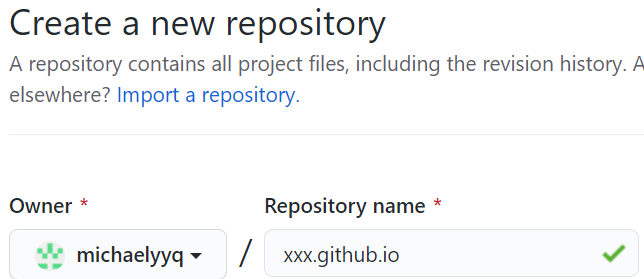 Create a new repository
A repository contains all project files, including the revision history. A
elsewhere? Import a repository.
Owner * Repository name *
michaelyyq / xxx.github.io